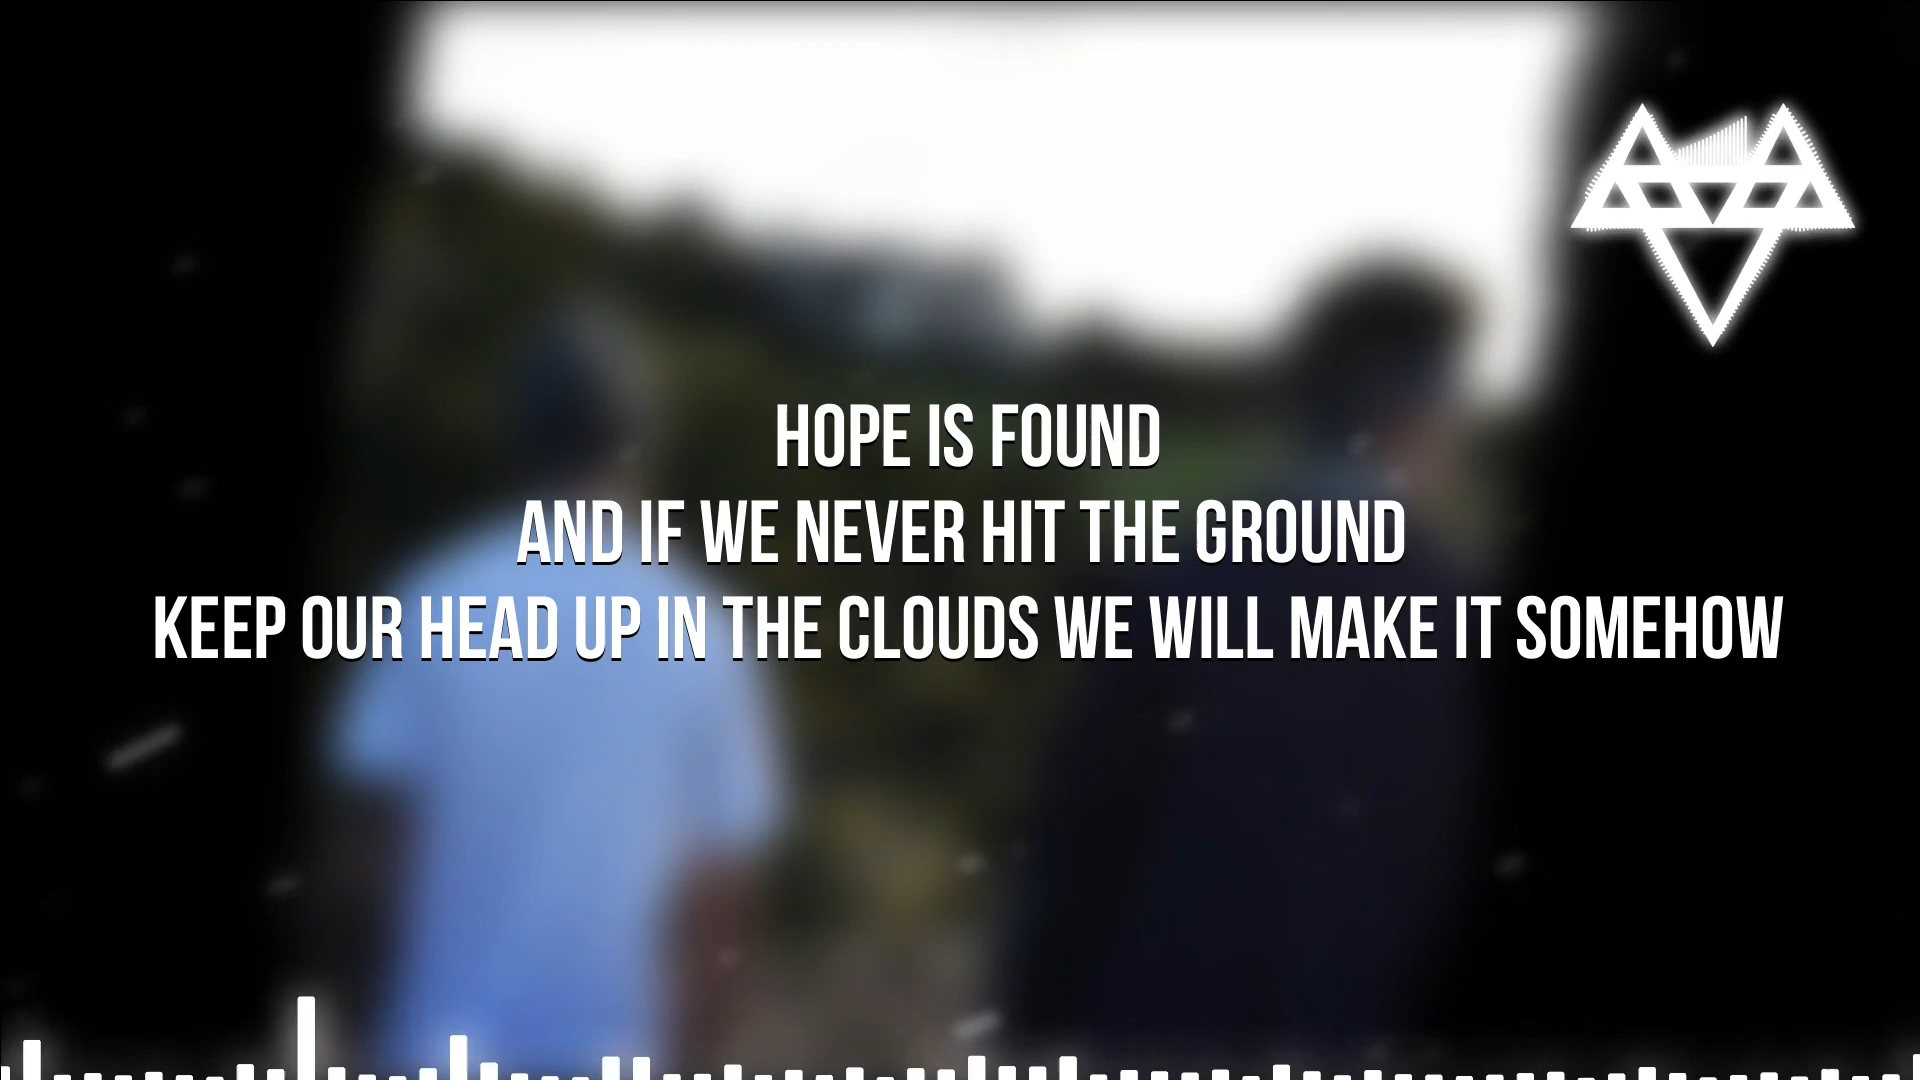 HOPE IS FOUND
AND IF WE NEVER HIT THE GROUND
KEEP OUR HEAD UP IN THE CLOUDS WE WILL MAKE IT SOMEHOW